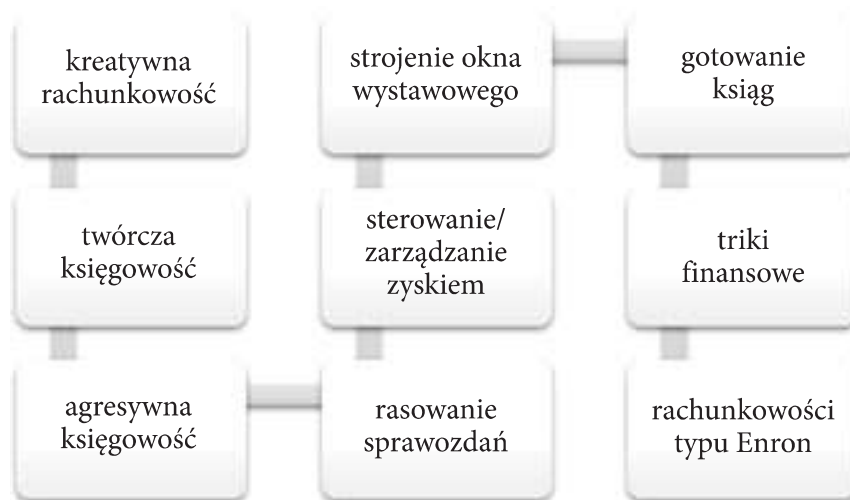 kreatywna
rachunkowość
twórcza
księgowość
agresywna
księgowość
rasowanie
sprawozdań
sterowanie/
zarządzanie
zyskiem
strojenie okna
wystawowego
gotowanie
ksiąg
triki
finansowe
rachunkowości
typu Enron